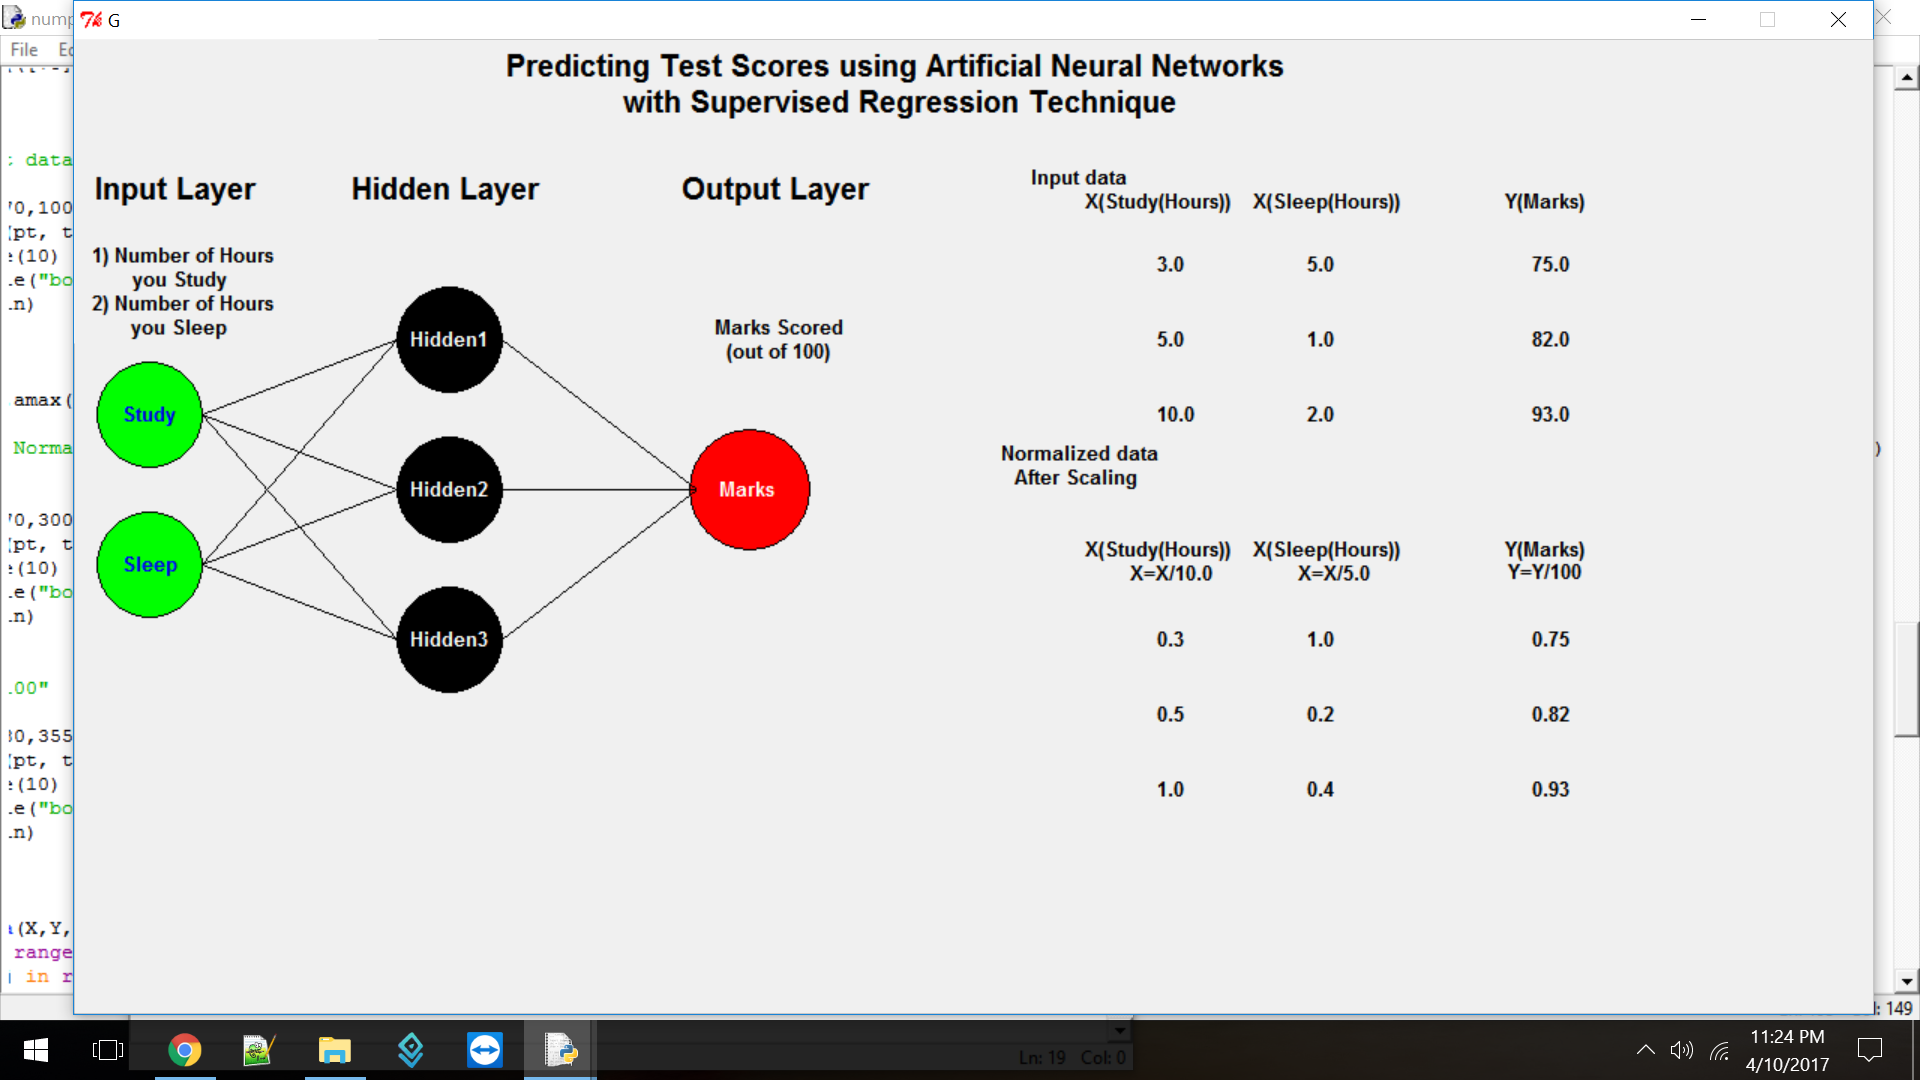 nump
G
File
Predicting Test Scores using Artificial Neural Networks
with Supervised Regression Technique
Input Layer
Hidden Layer
Output Layer
1) Number of Hours
you Study
2) Number of Hours
you Sleep
Study
Sleep
Hidden1
Hidden2
Hidden3
Marks Scored
(out of 100)
Marks
Input data
X(Study(Hours)) X(Sleep(Hours)) Y(Marks)
3.0 5.0 75.0
5.0 1.0 82.0
10.0 2.0 93.0
Normalized data
After Scaling
X(Study(Hours)) X(Sleep(Hours)) Y(Marks)
X=X/10.0 X=X/5.0 Y=Y/100
0.3 1.0 0.75
0.5 0.2 0.82
1.0 0.4 0.93
data
70,100
(pt, t
(10)
le("bo
n)
amax(
Norma
)
70,300
(pt, t
(10)
le("bo
n)
00"
30,355
(pt, t
(10)
le("bo
n)
(X,Y,
range
in r
: 149
Ln: 19 Col: 0
11:24 PM
4/10/2017